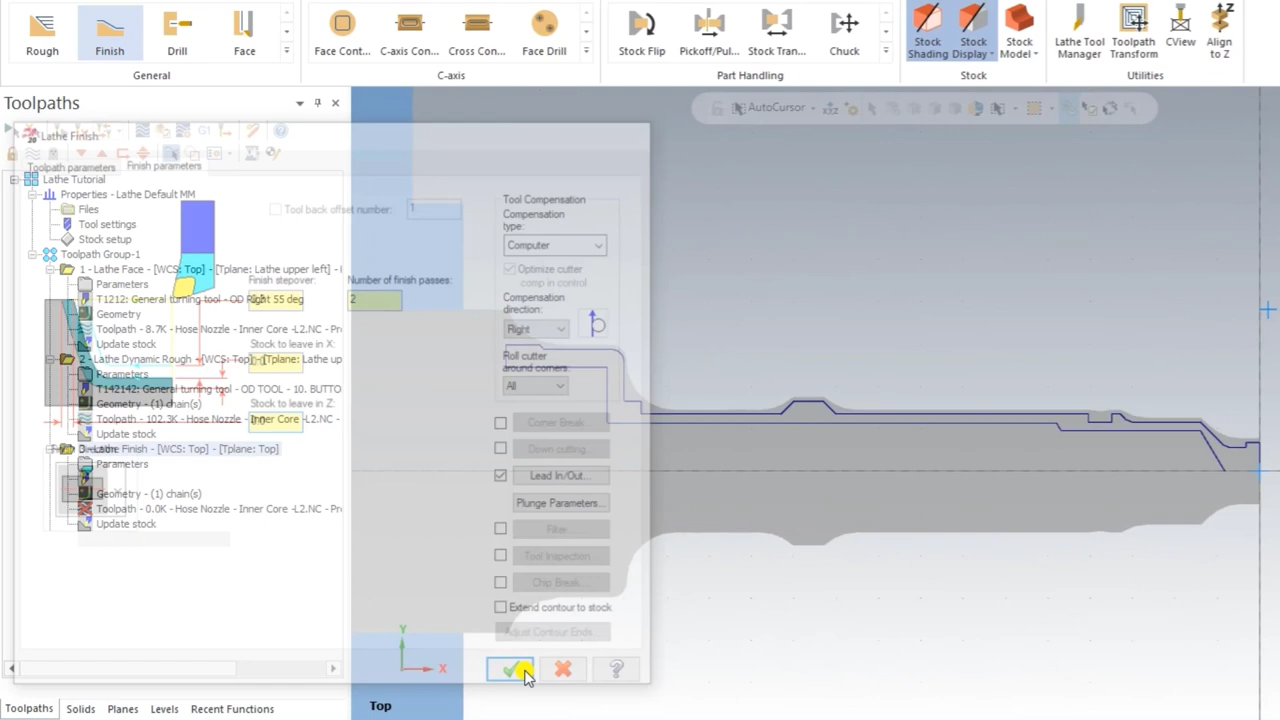 Rough
Finish
Drill
Face
Face Cont...
C-axis Con...
Cross Con...
Face Drill
Stock Flip
Pickoff/Pul...
Stock Tran...
Chuck
Stock
Shading
Stock
Display
Stock
Model
Lathe Tool
Manager
Toolpath
Transform
CView
Align
to Z
General
C-axis
Part Handling
Stock
Utilities
Toolpaths
AutoCursor
Lathe Finish
Toolpath parameters
Finish parameters
Lathe Tutorial
Properties - Lathe Default MM
Files
Tool settings
Stock setup
Toolpath Group-1
1 - Lathe Face - [WCS: Top] - [Tplane: Lathe upper left] -
Parameters
T1212: General turning tool - OD Right 55 deg
Geometry
Toolpath - 8.7K - Hose Nozzle - Inner Core -L2.NC - Pr
Update stock
2 - Lathe Dynamic Rough - [WCS: Top] - [Tplane: Lathe up
Parameters
T142142: General turning tool - OD TOOL - 10. BUTTO
Geometry - (1) chain(s)
Toolpath - 102.3K - Hose Nozzle - Inner Core -L2.NC -
Update stock
3 - Lathe Finish - [WCS: Top] - [Tplane: Top]
Parameters
Geometry - (1) chain(s)
Toolpath - 0.0K - Hose Nozzle - Inner Core -L2.NC - Pro
Update stock
Tool back offset number:
1
Finish stepover:
Number of finish passes:
2
Stock to leave in X:
Stock to leave in Z:
Tool Compensation
Compensation
type:
Computer
Optimize cutter
comp in control
Compensation
direction:
Right
Roll cutter
around corners:
All
Corner Break...
Down cutting...
Lead In/Out...
Plunge Parameters...
Filter...
Tool Inspection...
Chip Break...
Extend contour to stock
Adjust Contour Ends...
Y
X
Top
Toolpaths
Solids
Planes
Levels
Recent Functions